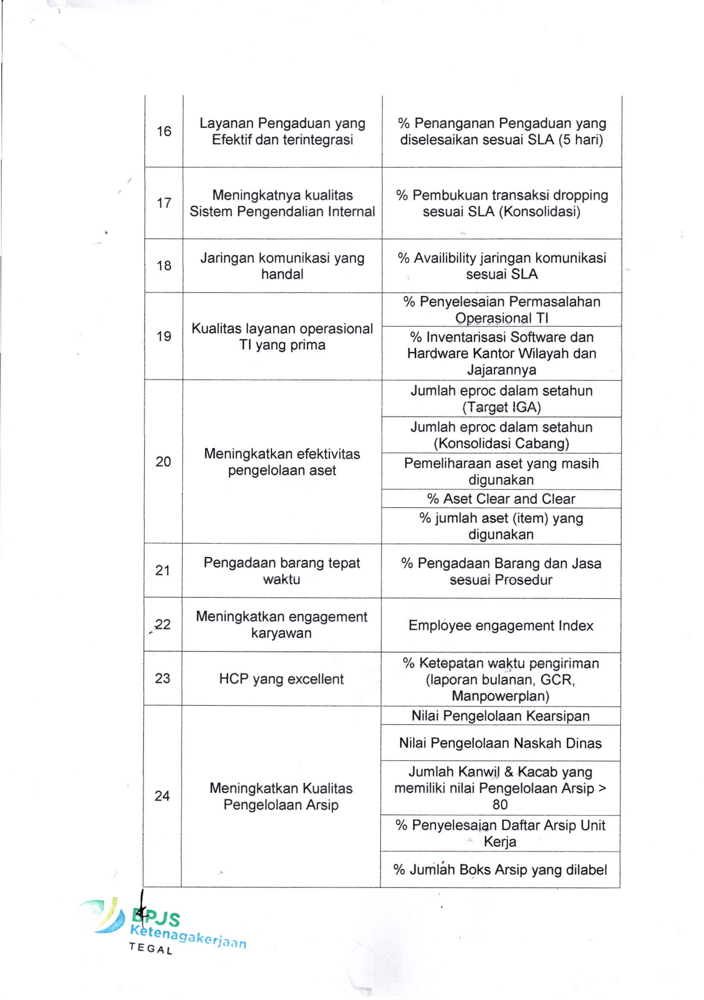 16
Layanan Pengaduan yang
Efektif dan terintegrasi
% Penanganan Pengaduan yang
diselesaikan sesuai SLA (5 hari)
17
Meningkatnya kualitas
Sistem Pengendalian Internal
% Pembukuan transaksi dropping
sesuai SLA (Konsolidasi)
18
Jaringan komunikasi yang
handal
% Availibility jaringan komunikasi
sesuai SLA
19
Kualitas layanan operasional
TI yang prima
% Penyelesaian Permasalahan
Operasional TI
% Inventarisasi Software dan
Hardware Kantor Wilayah dan
Jajarannya
20
Meningkatkan efektivitas
pengelolaan aset
Jumlah eproc dalam setahun
(Target IGA)
Jumlah eproc dalam setahun
(Konsolidasi Cabang)
Pemeliharaan aset yang masih
digunakan
% Aset Clear and Clear
% jumlah aset (item) yang
digunakan
21
Pengadaan barang tepat
waktu
% Pengadaan Barang dan Jasa
sesuai Prosedur
22
Meningkatkan engagement
karyawan
Employee engagement Index
23
HCP yang excellent
% Ketepatan waktu pengiriman
(laporan bulanan, GCR,
Manpowerplan)
24
Meningkatkan Kualitas
Pengelolaan Arsip
Nilai Pengelolaan Kearsipan
Nilai Pengelolaan Naskah Dinas
Jumlah Kanwil & Kacab yang
memiliki nilai Pengelolaan Arsip >
80
% Penyelesaian Daftar Arsip Unit
Kerja
% Jumlah Boks Arsip yang dilabel
BPJS
Ketenagakerjaan
TEGAL